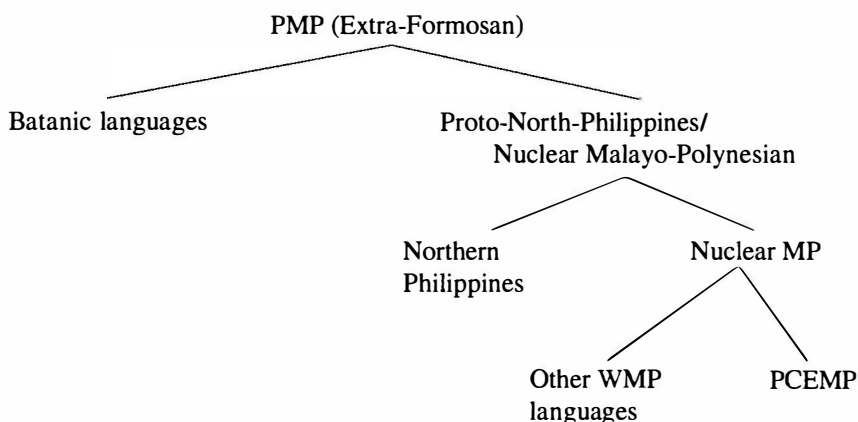 PMP (Extra-Formosan)
Batanic languages
Proto-North-Philippines/
Nuclear Malayo-Polynesian
Northern
Philippines
Nuclear MP
Other WMP
languages
PCEMP